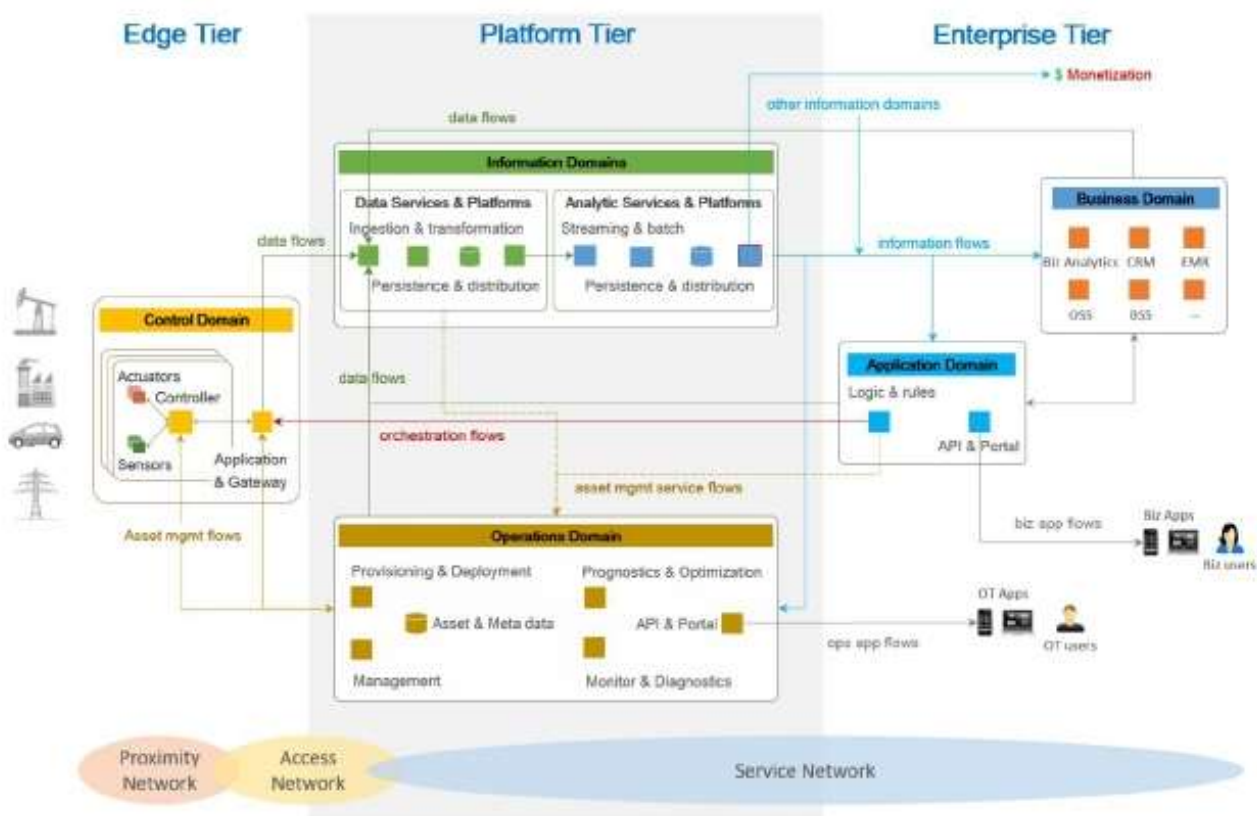 Edge Tier
Platform Tier
Enterprise Tier
$ Monetization
other information domains
data flows
Information Domains
Data Services & Platforms
Analytic Services & Platforms
Business Domain
Ingestion & transformation
Streaming & batch
data flows
information flows
Biz Analytics
CRM
EMR
Persistence & distribution
Persistence & distribution
OSS
BSS
...
Control Domain
Application Domain
Actuators
Controller
data flows
Logic & rules
orchestration flows
API & Portal
Sensors
Application
& Gateway
asset mgmt service flows
Asset mgmt flows
Operations Domain
biz app flows
Biz Apps
Biz users
Provisioning & Deployment
Prognostics & Optimization
Asset & Meta data
API & Portal
OT Apps
ops app flows
OT users
Management
Monitor & Diagnostics
Proximity
Network
Access
Network
Service Network